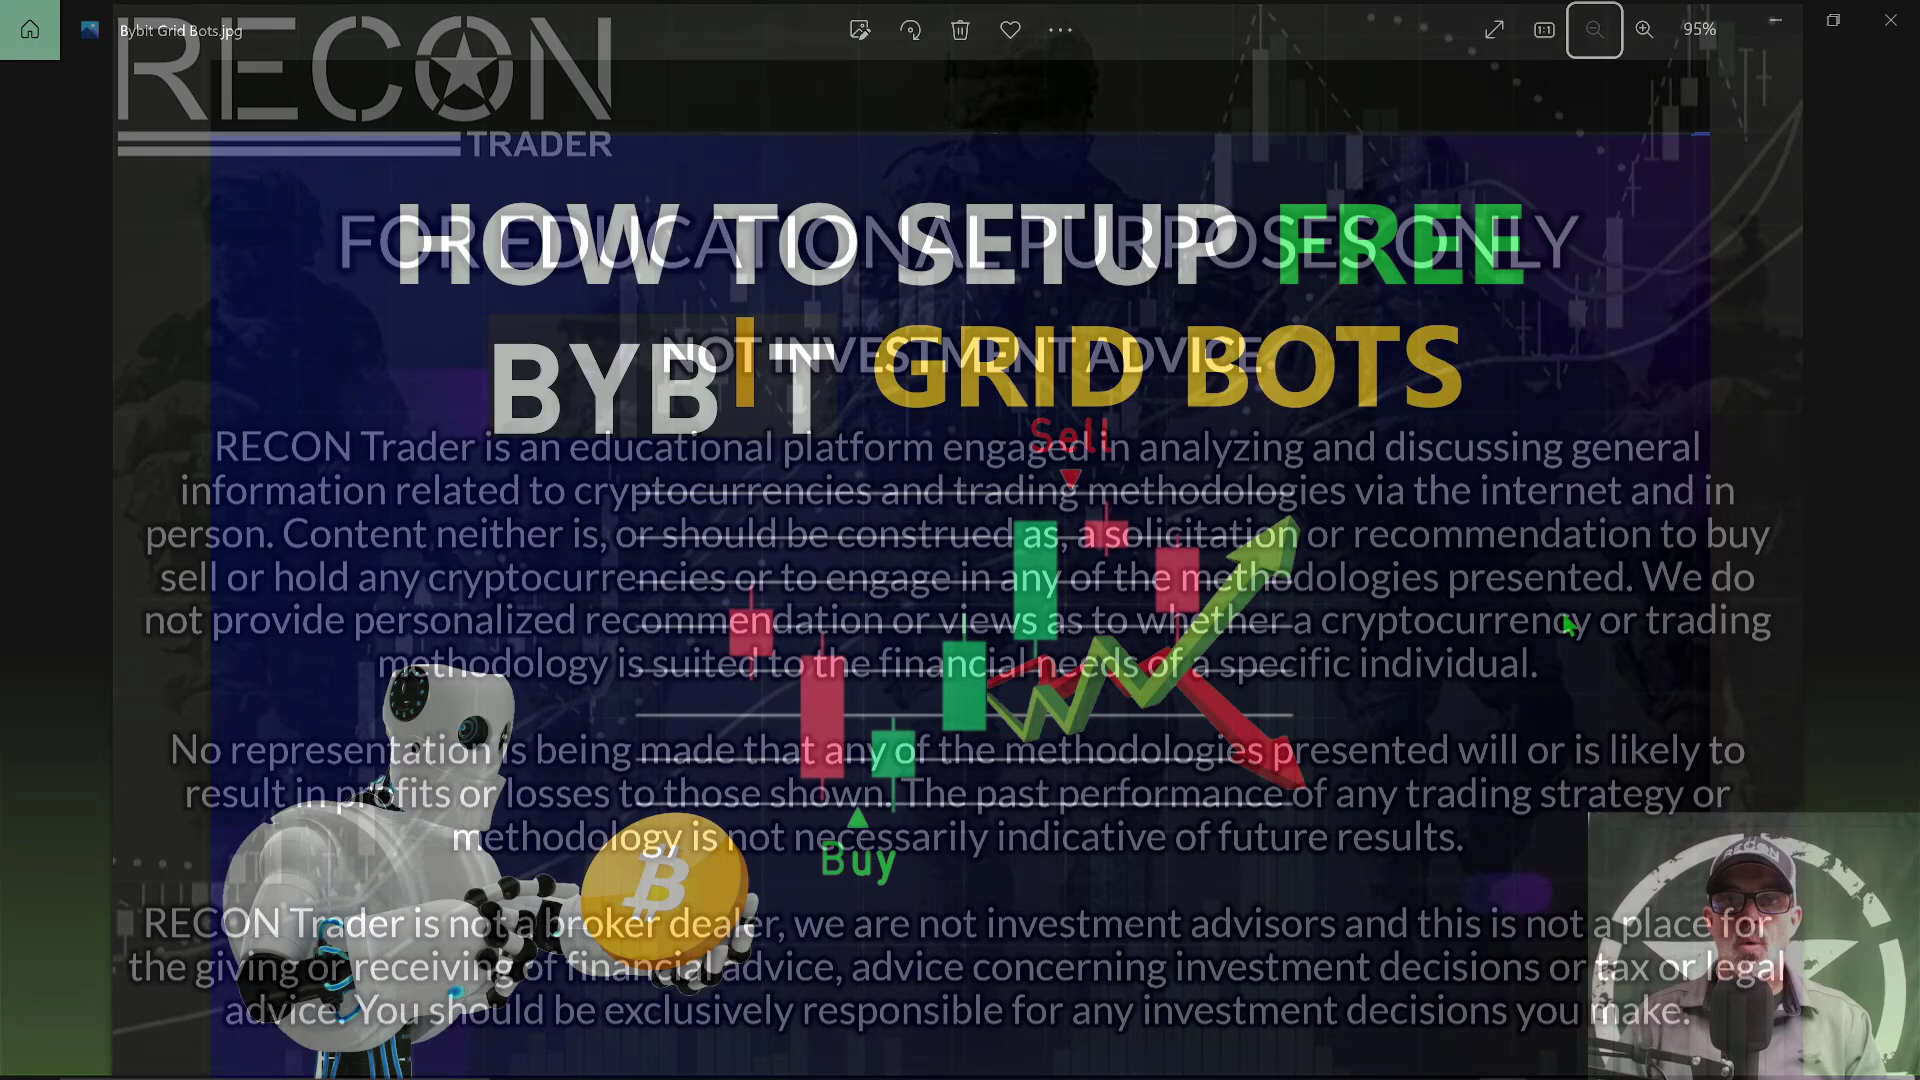 Bybit Grid Bots.jpg
1:1
95%
RECON
TRADER
HOW TO SETUP FREE
FOR EDUCATIONAL PURPOSES ONLY
BYBIT GRID BOTS
NOT INVESTMENT ADVICE
Sell
RECON Trader is an educational platform engaged in analyzing and discussing general
information related to cryptocurrencies and trading methodologies via the internet and in
person. Content neither is, or should be construed as, a solicitation or recommendation to buy
sell or hold any cryptocurrencies or to engage in any of the methodologies presented. We do
not provide personalized recommendation or views as to whether a cryptocurrency or trading
methodology is suited to the financial needs of a specific individual.
No representation is being made that any of the methodologies presented will or is likely to
result in profits or losses to those shown. The past performance of any trading strategy or
methodology is not necessarily indicative of future results.
Buy
RECON Trader is not a broker dealer, we are not investment advisors and this is not a place for
the giving or receiving of financial advice, advice concerning investment decisions or tax or legal
advice. You should be exclusively responsible for any investment decisions you make.
RECON